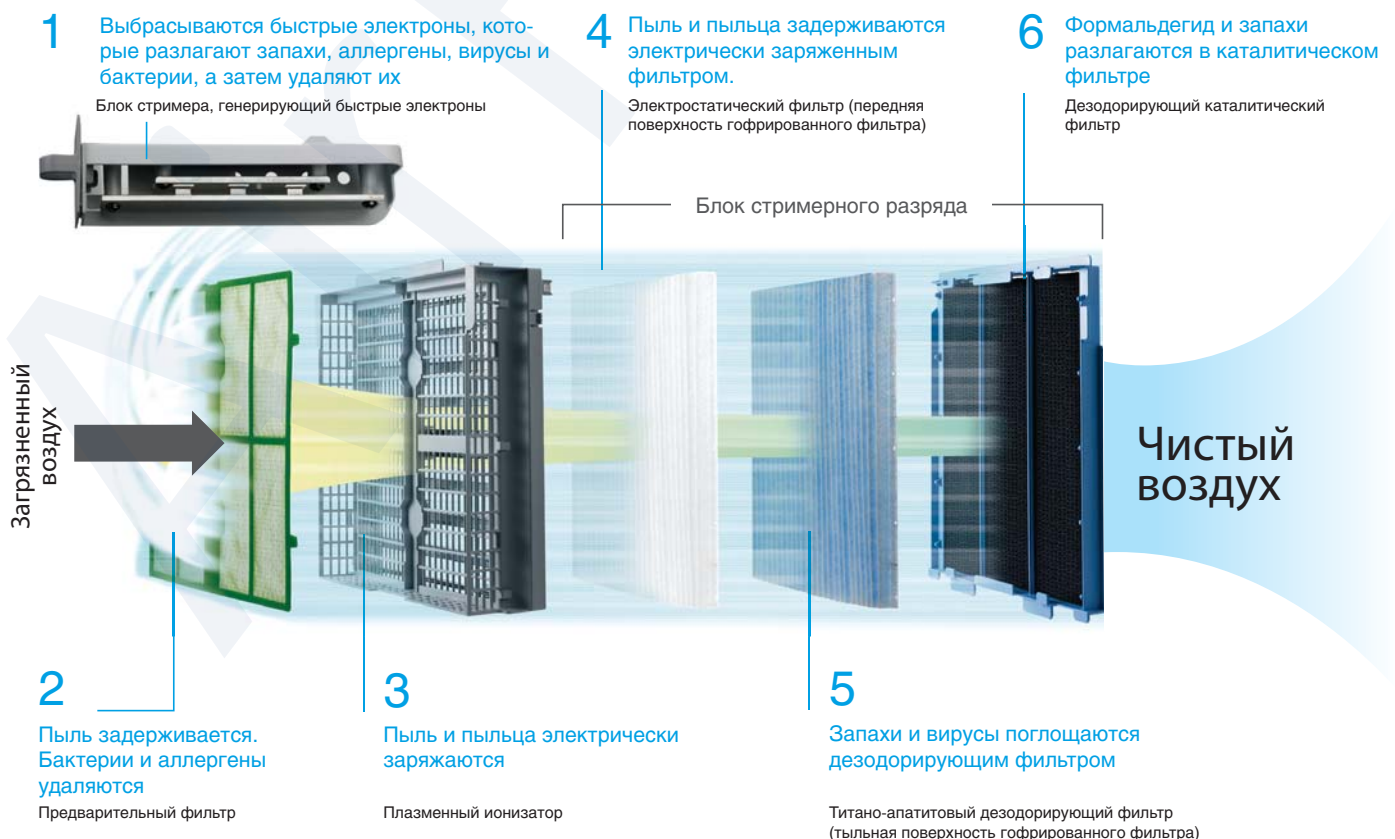 1
Выбрасываются быстрые электроны, кото-
рые разлагают запахи, аллергены, вирусы и
бактерии, а затем удаляют их
Блок стримера, генерирующий быстрые электроны
4
Пыль и пыльца задерживаются
электрически заряженным
фильтром.
Электростатический фильтр (передняя
поверхность гофрированного фильтра)
6
Формальдегид и запахи
разлагаются в каталитическом
фильтре
Дезодорирующий каталитический
фильтр
Блок стримерного разряда
Загрязненный
воздух
Чистый
воздух
2
Пыль задерживается.
Бактерии и аллергены
удаляются
Предварительный фильтр
3
Пыль и пыльца электрически
заряжаются
Плазменный ионизатор
5
Запахи и вирусы поглощаются
дезодорирующим фильтром
Титано-апатитовый дезодорирующий фильтр
(тыльная поверхность гофрированного фильтра)